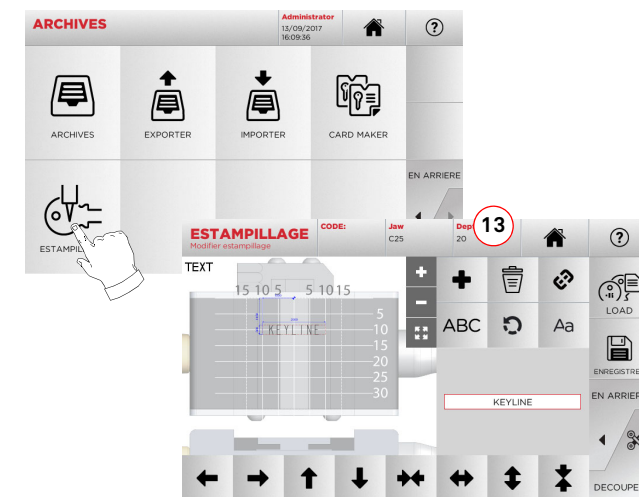 ARCHIVES
Administrator
13/09/2017
16:09:36
?
ARCHIVES
EXPORTER
IMPORTER
CARD MAKER
EN ARRIERE
ESTAMPIL
13
ESTAMPILLAGE
Modifier estampillage
CODE:
Jaw
C25
Dep
20
?
TEXT
15 10 5 5 10 15
5
10
15
20
25
30
KEYLINE
ABC
Aa
KEYLINE
LOAD
ENREGISTRE
EN ARRIER
DECOUPE